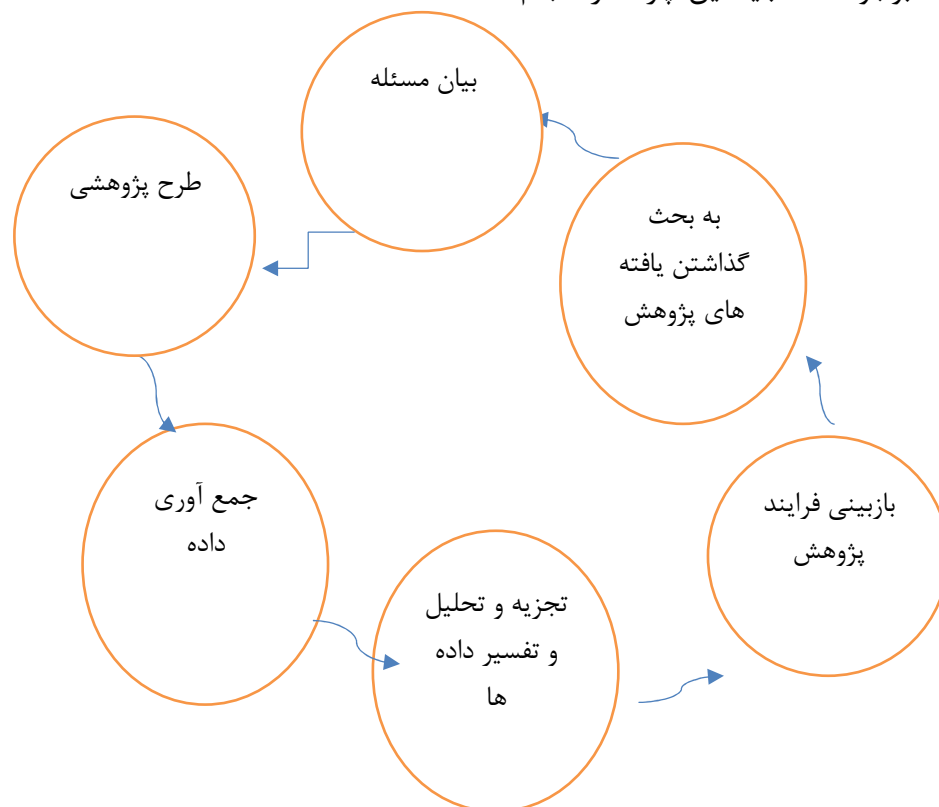 بیان مسئله
طرح پژوهشی
جمع آوری
داده
تجزیه و تحلیل
و تفسیر داده
ها
بازبینی فرایند
پژوهش
به بحث
گذاشتن یافته
های پژوهش